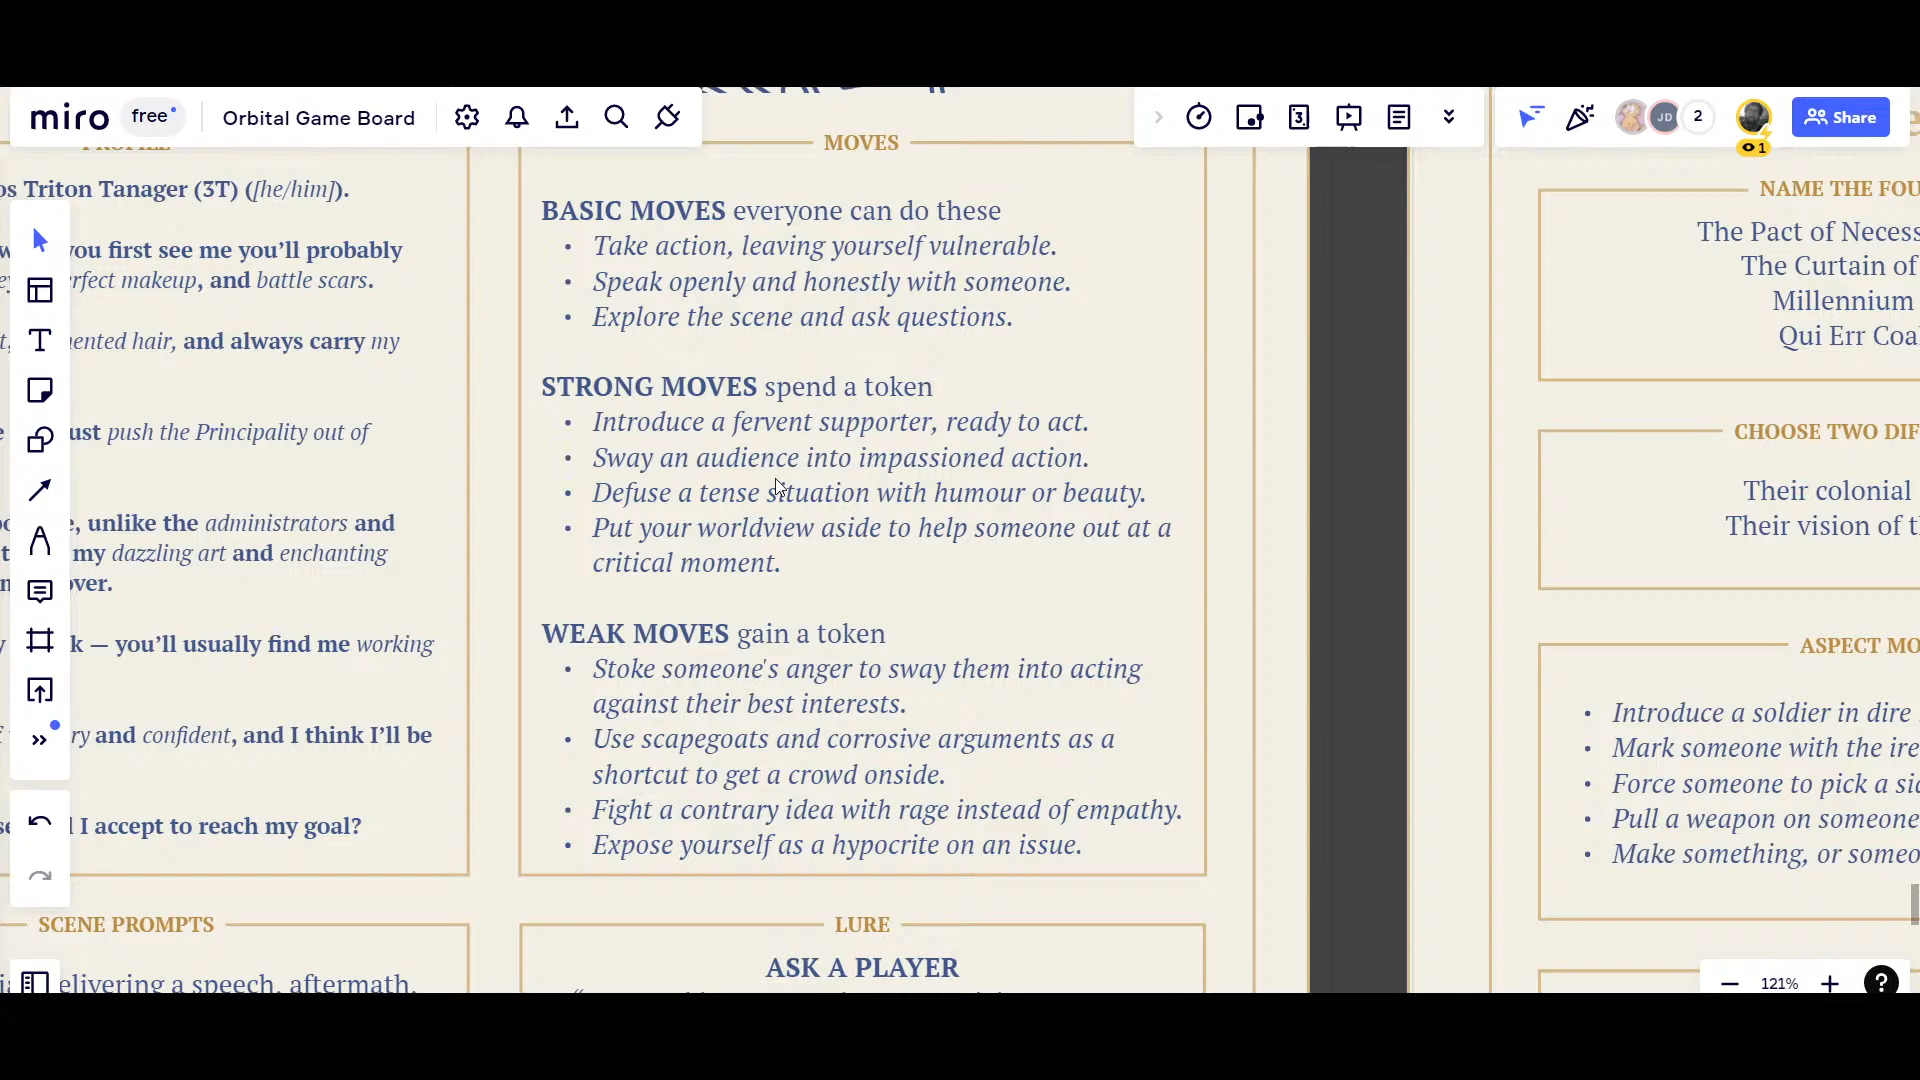 miro free Orbital Game Board
3
JD 2 Share
1
PROFILE
os Triton Tanager (3T) ([he/him]).
you first see me you’ll probably
rfect makeup, and battle scars.
ented hair, and always carry my
ust push the Principality out of
, unlike the administrators and
my dazzling art and enchanting
over.
k — you’ll usually find me working
ry and confident, and I think I’ll be
I accept to reach my goal?
SCENE PROMPTS
elivering a speech, aftermath,
MOVES
BASIC MOVES everyone can do these
• Take action, leaving yourself vulnerable.
• Speak openly and honestly with someone.
• Explore the scene and ask questions.
STRONG MOVES spend a token
• Introduce a fervent supporter, ready to act.
• Sway an audience into impassioned action.
• Defuse a tense situation with humour or beauty.
• Put your worldview aside to help someone out at a
critical moment.
WEAK MOVES gain a token
• Stoke someone's anger to sway them into acting
against their best interests.
• Use scapegoats and corrosive arguments as a
shortcut to get a crowd onside.
• Fight a contrary idea with rage instead of empathy.
• Expose yourself as a hypocrite on an issue.
LURE
ASK A PLAYER
NAME THE FOU
The Pact of Necess
The Curtain of
Millennium
Qui Err Coa
CHOOSE TWO DIF
Their colonial
Their vision of t
ASPECT MO
• Introduce a soldier in dire
• Mark someone with the ire
• Force someone to pick a si
• Pull a weapon on someone
• Make something, or someo
121%
?